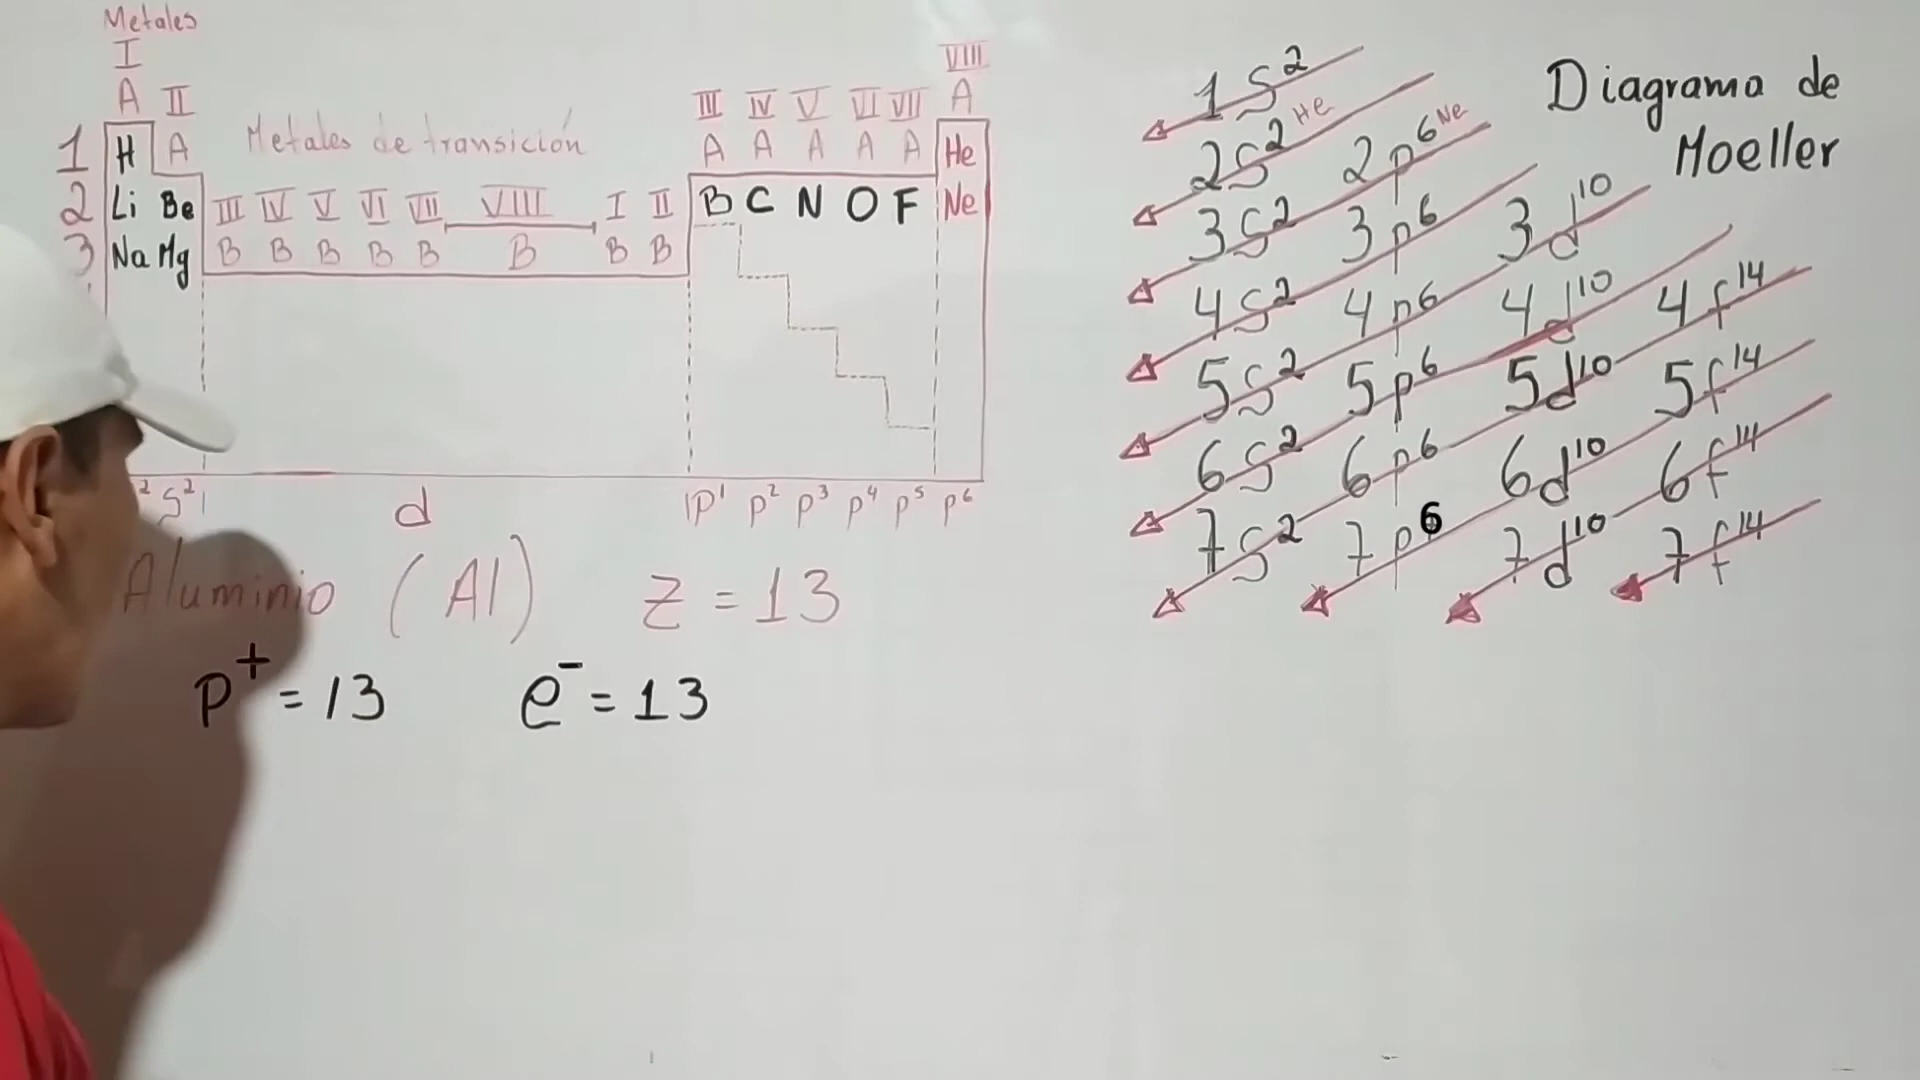 Metales
I VIII
A II III IV V VI VII A
1 H A Metales de transición A A A A A He
2 Li Be III IV V VI VII VIII I II B C N O F Ne
3 Na Mg B B B B B B B B
2 S² d p¹ p² p³ p⁴ p⁵ p⁶
Aluminio (Al) Z = 13
p⁺ = 13 e⁻ = 13
Diagrama de
Moeller
1s²
2s² He 2p⁶ Ne
3s² 3p⁶ 3d¹⁰
4s² 4p⁶ 4d¹⁰ 4f¹⁴
5s² 5p⁶ 5d¹⁰ 5f¹⁴
6s² 6p⁶ 6d¹⁰ 6f¹⁴
7s² 7p⁶ 7d¹⁰ 7f¹⁴